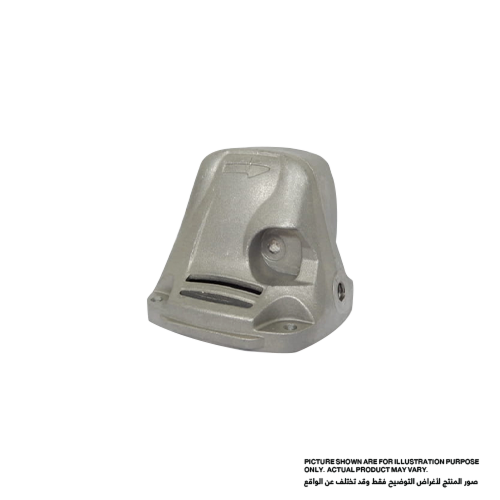 PICTURE SHOWN ARE FOR ILLUSTRATION PURPOSE
ONLY. ACTUAL PRODUCT MAY VARY.
صور المنتج لأغراض التوضيح فقط وقد تختلف عن الواقع